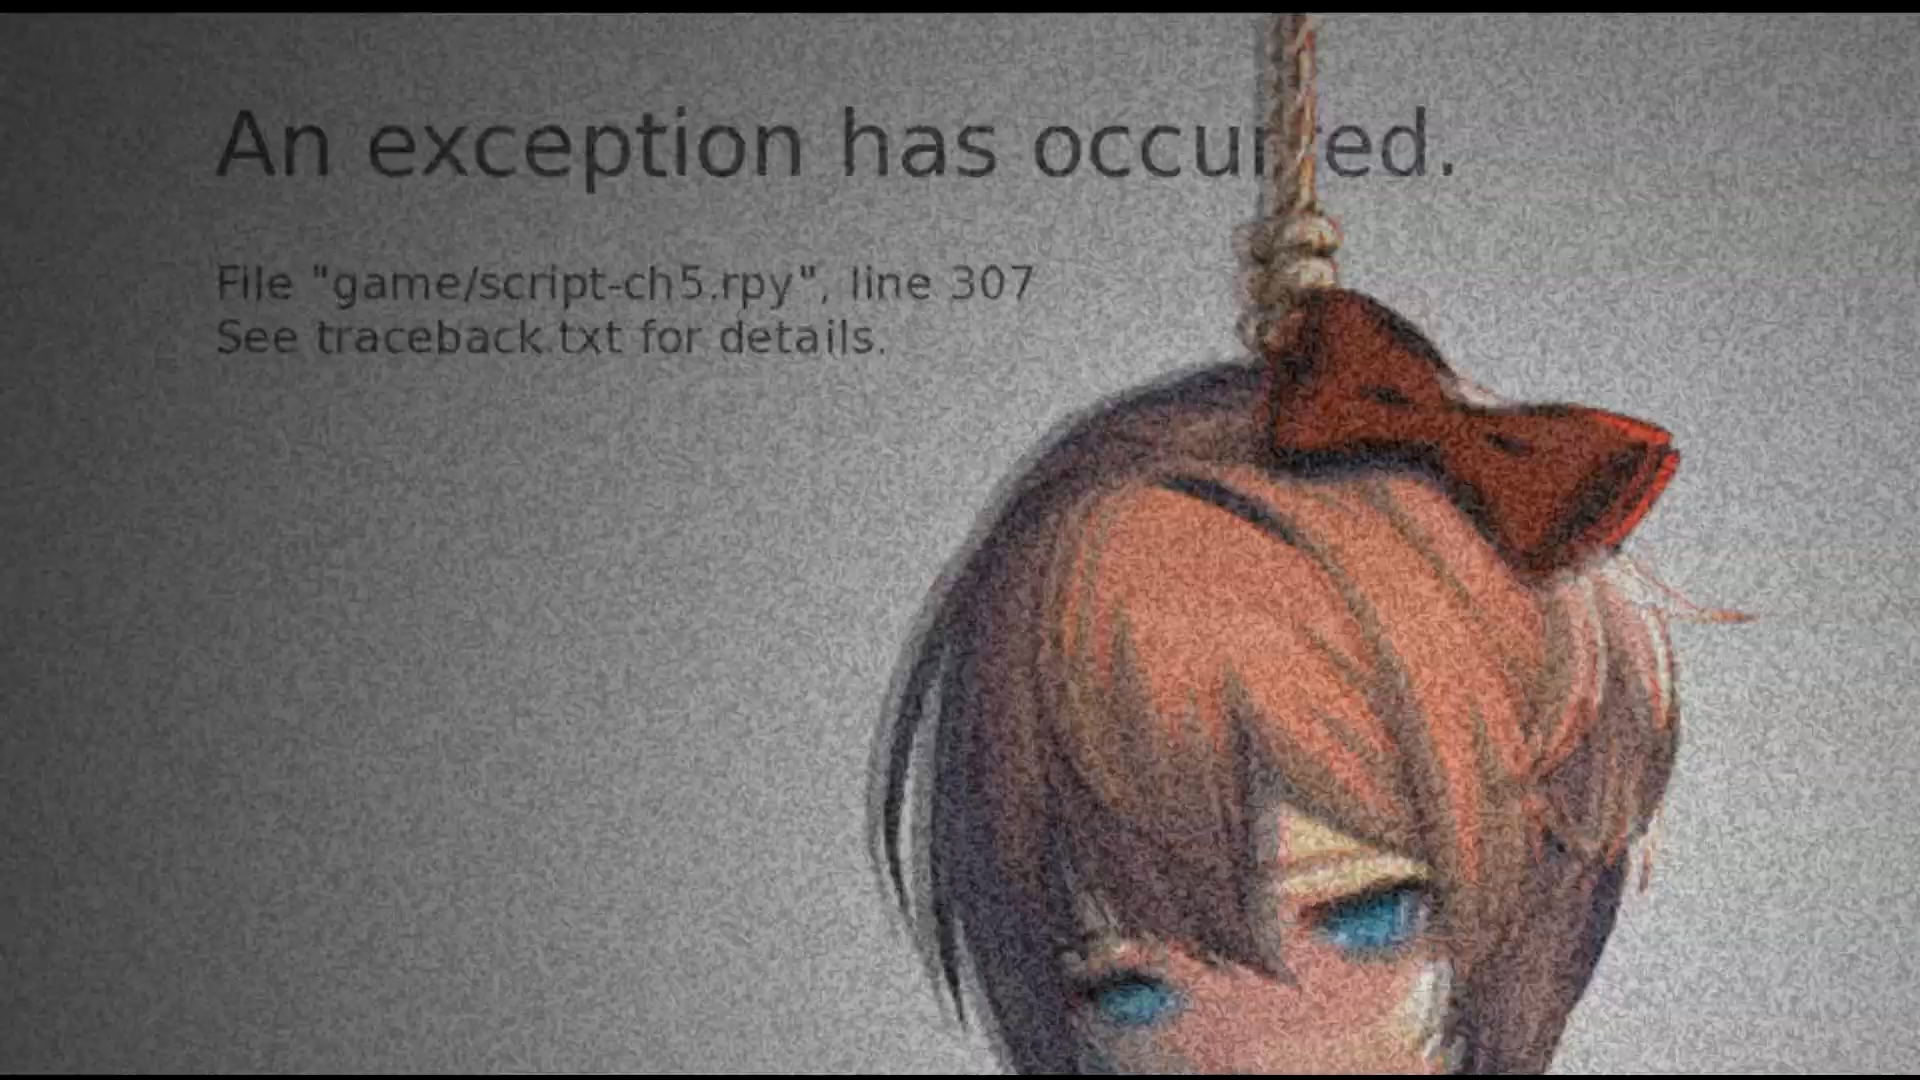 An exception has occurred.
File "game/script-ch5.rpy", line 307
See traceback.txt for details.